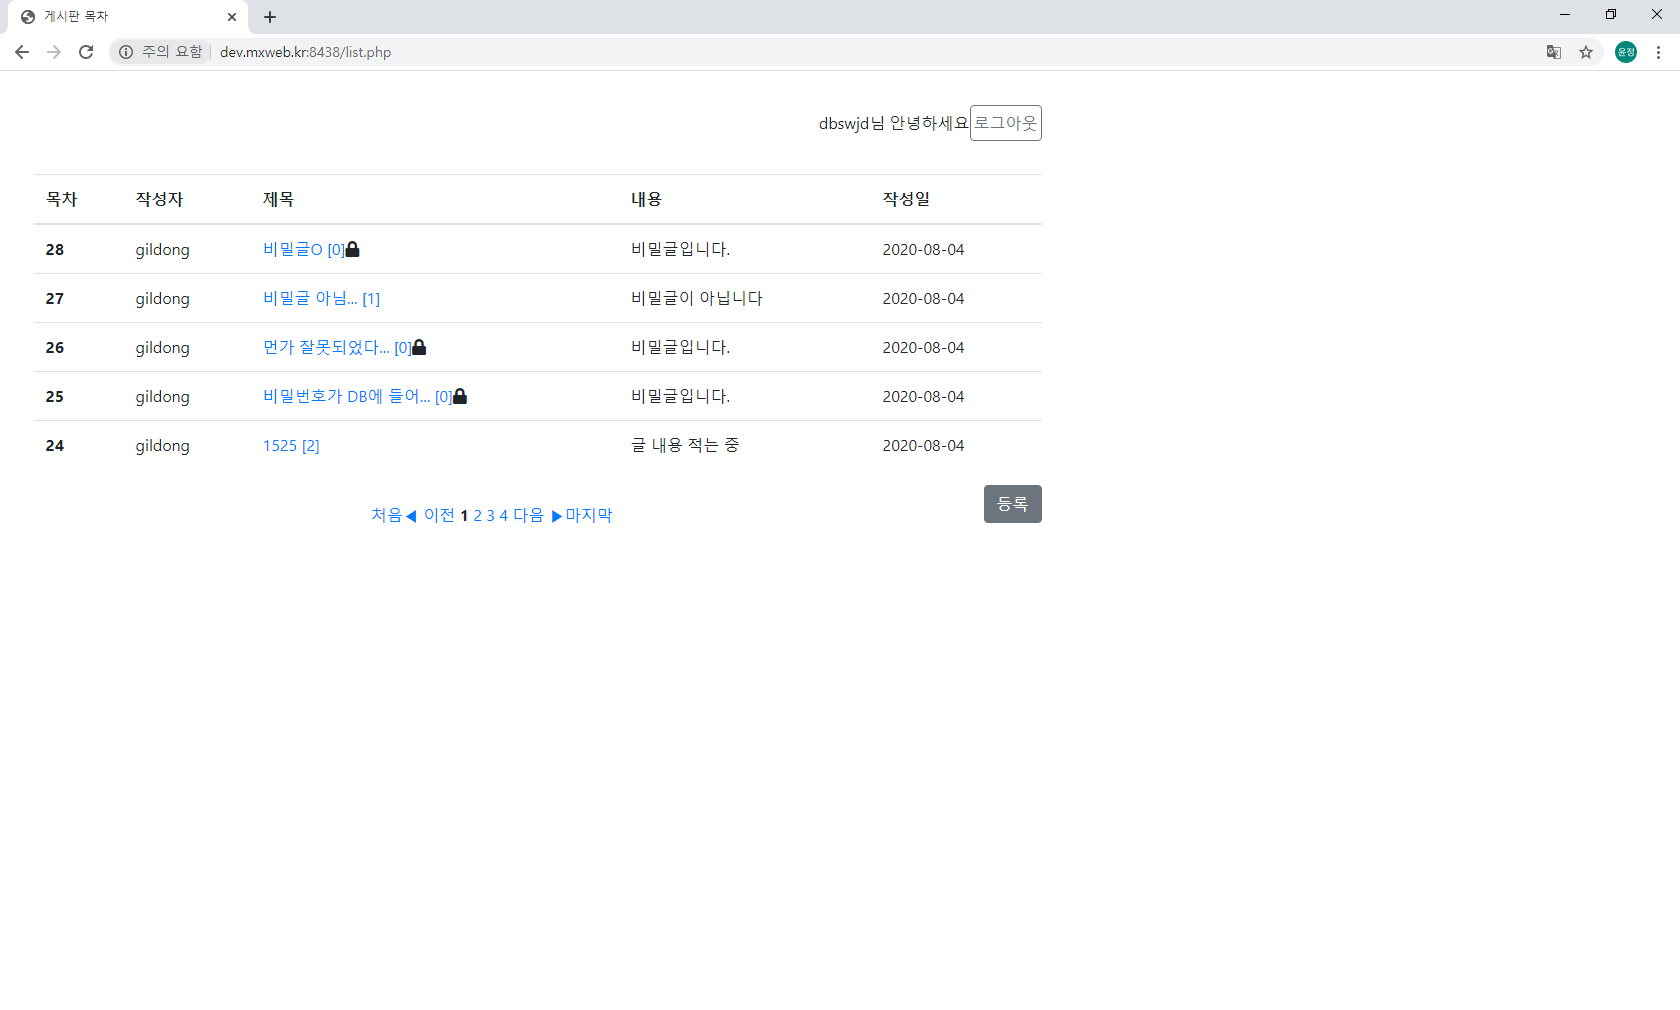 게시판 목차
주의 요함 dev.mxweb.kr:8438/list.php 윤정
dbswjd님 안녕하세요 로그아웃
목차 작성자 제목 내용 작성일
28 gildong 비밀글O [0] 비밀글입니다. 2020-08-04
27 gildong 비밀글 아님... [1] 비밀글이 아닙니다 2020-08-04
26 gildong 먼가 잘못되었다... [0] 비밀글입니다. 2020-08-04
25 gildong 비밀번호가 DB에 들어... [0] 비밀글입니다. 2020-08-04
24 gildong 1525 [2] 글 내용 적는 중 2020-08-04
등록
처음◀ 이전 1 2 3 4 다음 ▶마지막